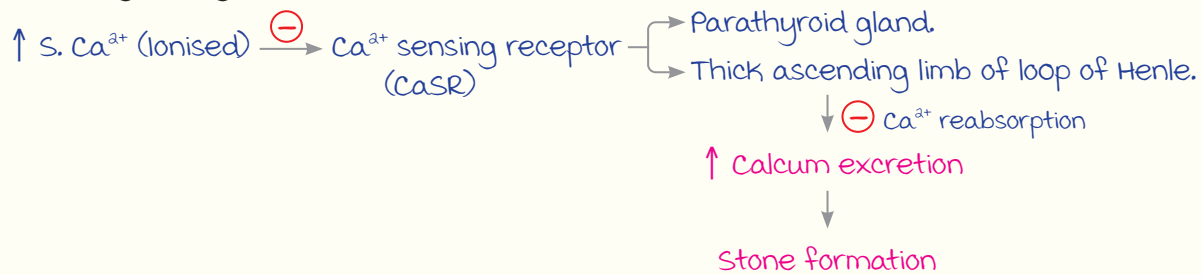 ↑ S. Ca²⁺ (Ionised) ⊖→ Ca²⁺ sensing receptor
(CaSR)
Parathyroid gland.
Thick ascending limb of loop of Henle.
⊖ Ca²⁺ reabsorption
↑ Calcum excretion
Stone formation